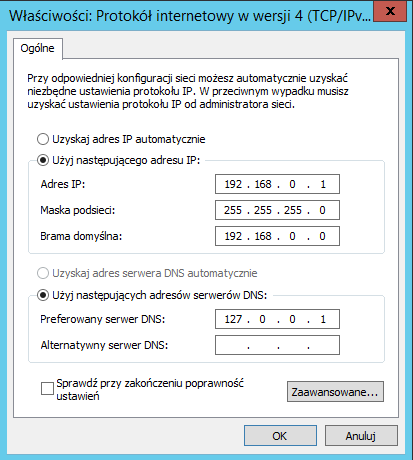 Właściwości: Protokół internetowy w wersji 4 (TCP/IPv...
x
Ogólne
Przy odpowiedniej konfiguracji sieci możesz automatycznie uzyskać
niezbędne ustawienia protokołu IP. W przeciwnym wypadku musisz
uzyskać ustawienia protokołu IP od administratora sieci.
Uzyskaj adres IP automatycznie
Użyj następującego adresu IP:
Adres IP: 192 . 168 . 0 . 1
Maska podsieci: 255 . 255 . 255 . 0
Brama domyślna: 192 . 168 . 0 . 0
Uzyskaj adres serwera DNS automatycznie
Użyj następujących adresów serwerów DNS:
Preferowany serwer DNS: 127 . 0 . 0 . 1
Alternatywny serwer DNS: . . .
Sprawdź przy zakończeniu poprawność
ustawień
Zaawansowane...
OK Anuluj